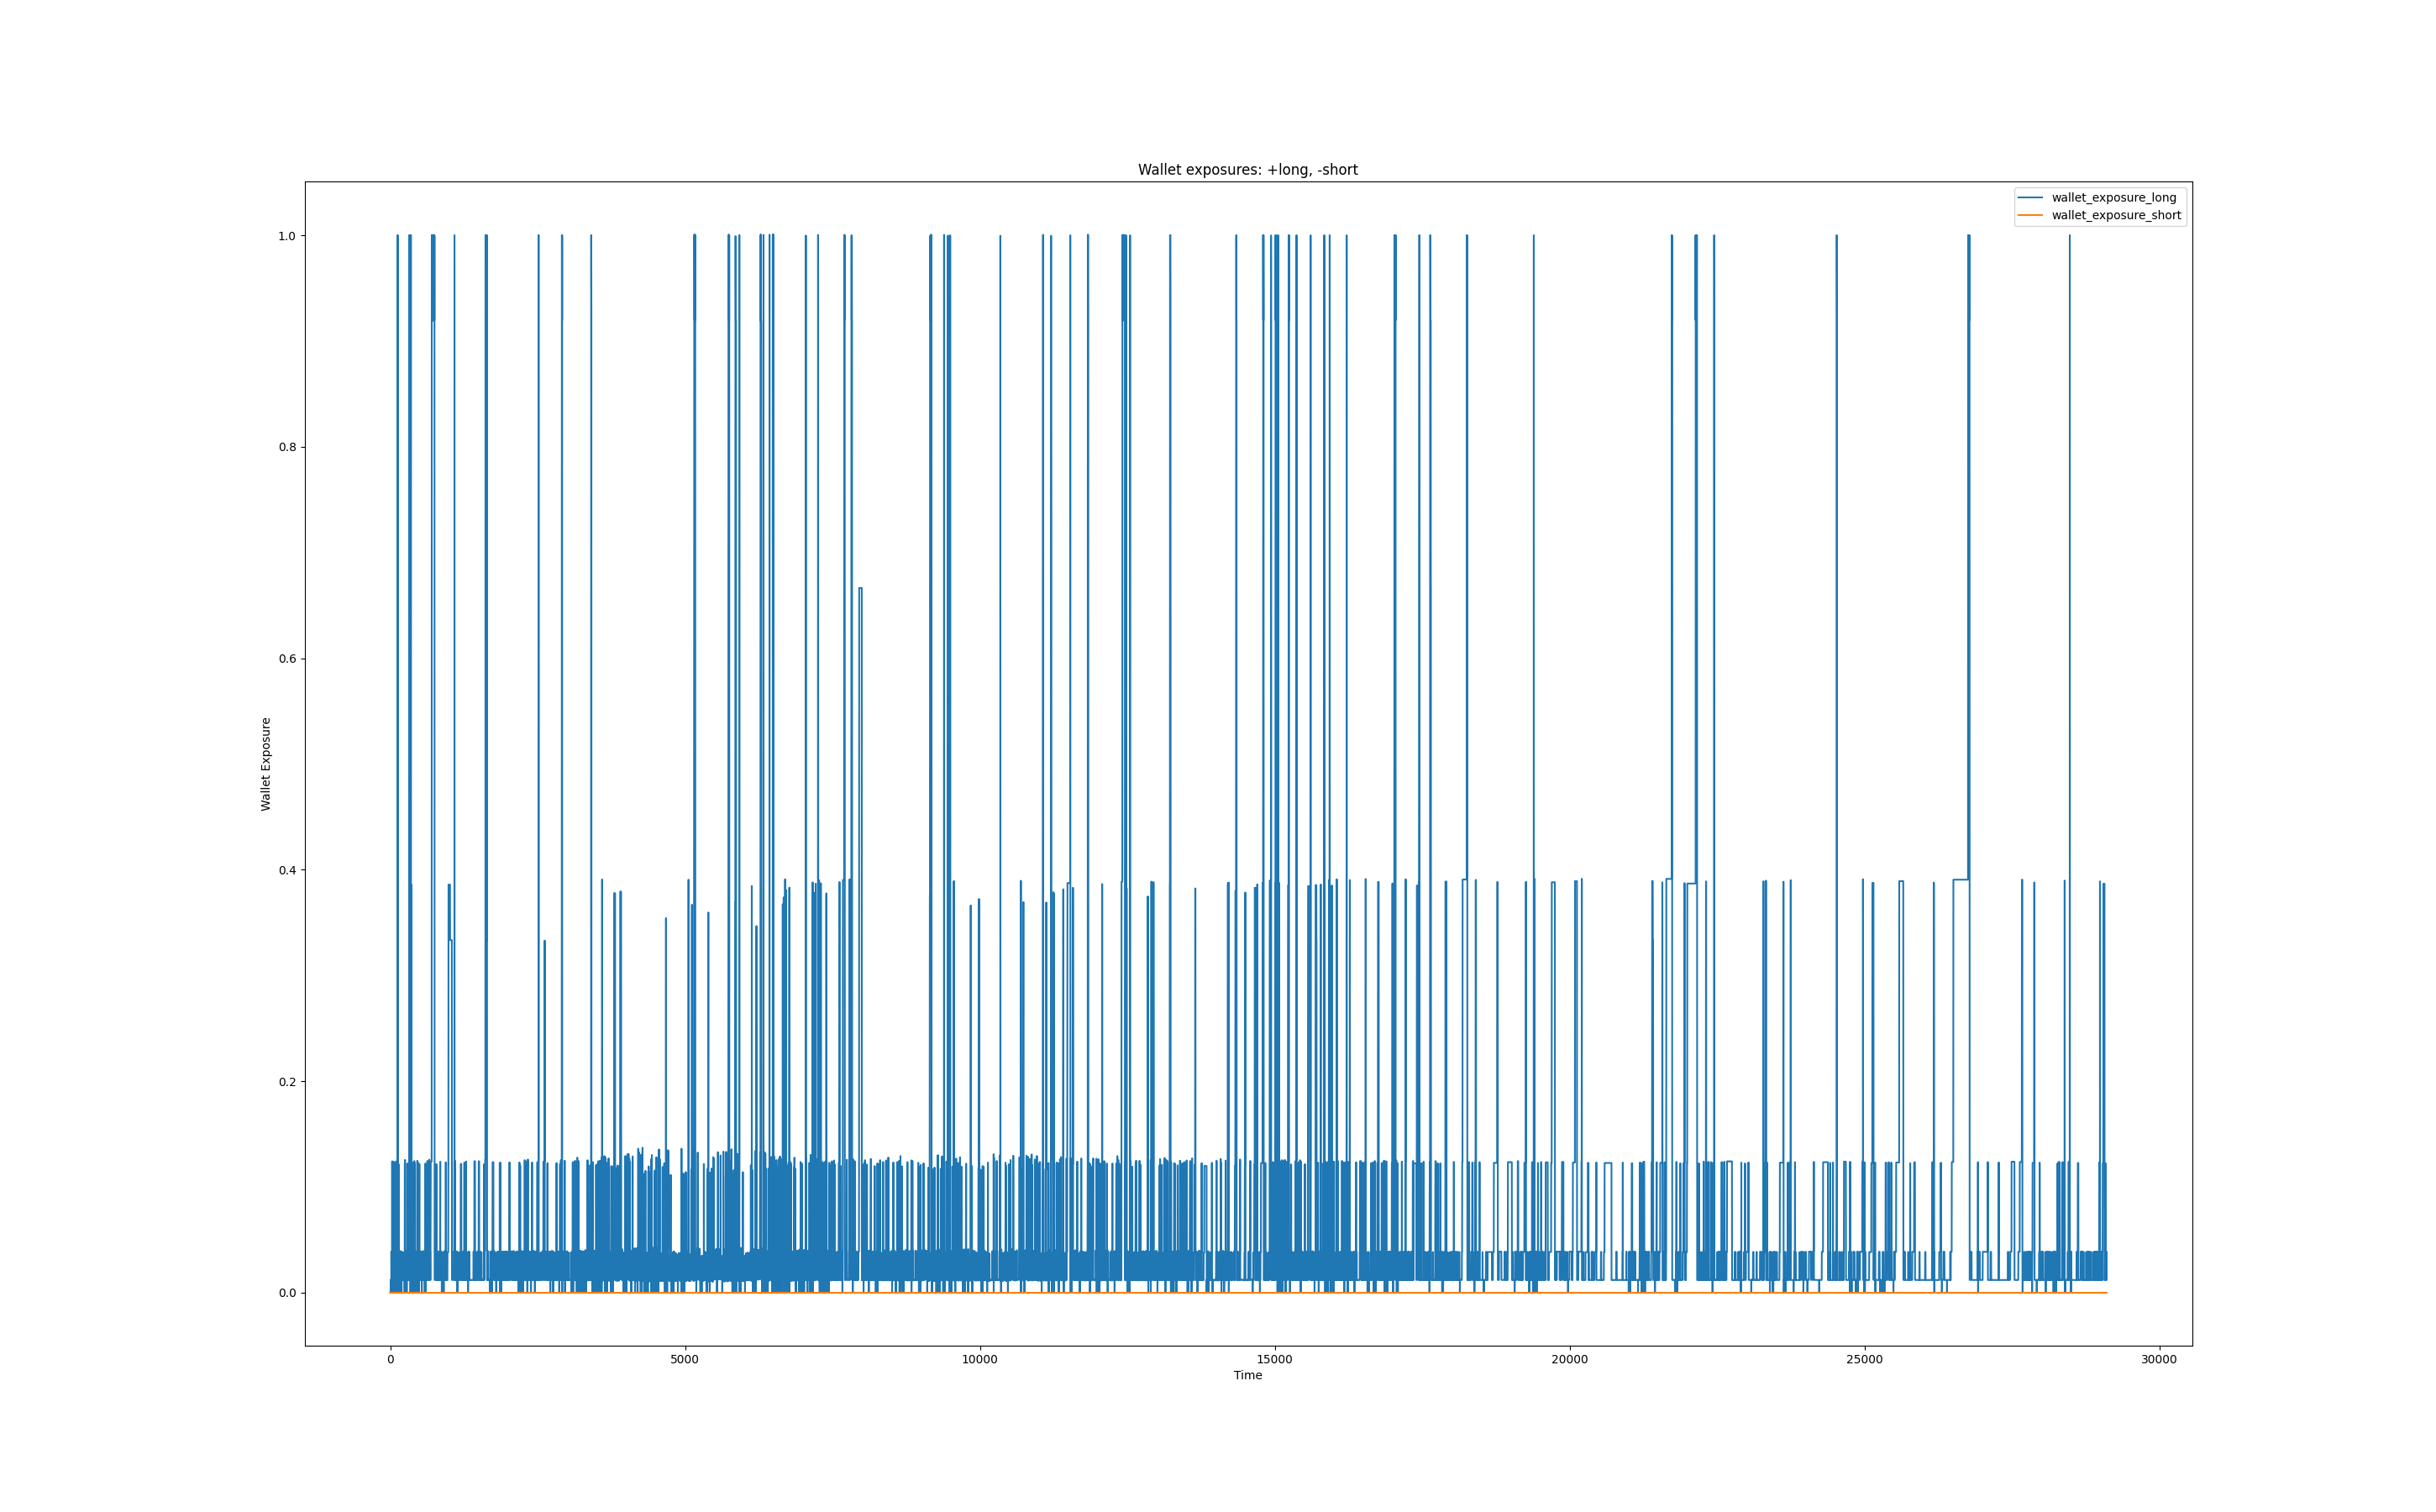 Wallet exposures: +long, -short
wallet_exposure_long
wallet_exposure_short
1.0
0.8
0.6
0.4
0.2
0.0
Wallet Exposure
0 5000 10000 15000 20000 25000 30000
Time